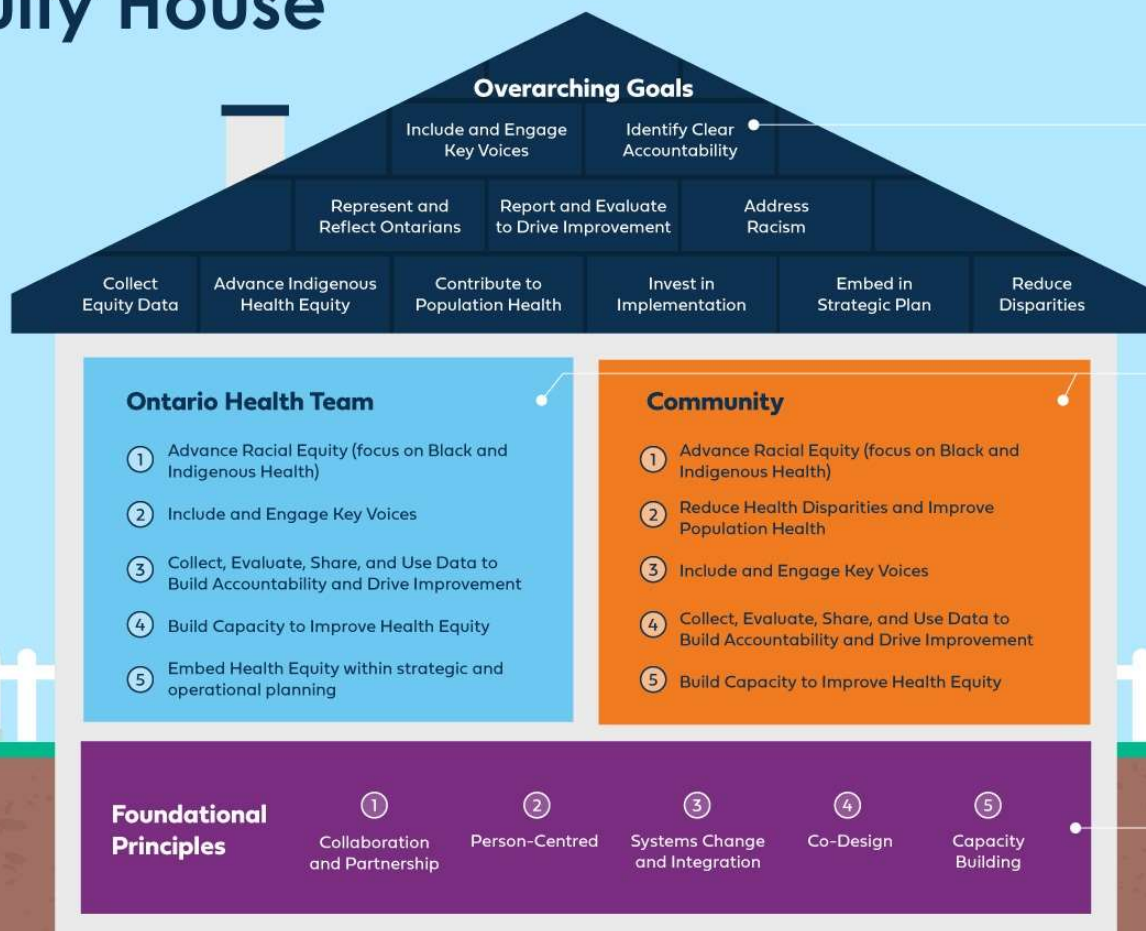 House
Overarching Goals
Include and Engage
Key Voices
Identify Clear
Accountability
Represent and
Reflect Ontarians
Report and Evaluate
to Drive Improvement
Address
Racism
Collect
Equity Data
Advance Indigenous
Health Equity
Contribute to
Population Health
Invest in
Implementation
Embed in
Strategic Plan
Reduce
Disparities
Ontario Health Team
1 Advance Racial Equity (focus on Black and
Indigenous Health)
2 Include and Engage Key Voices
3 Collect, Evaluate, Share, and Use Data to
Build Accountability and Drive Improvement
4 Build Capacity to Improve Health Equity
5 Embed Health Equity within strategic and
operational planning
Community
1 Advance Racial Equity (focus on Black and
Indigenous Health)
2 Reduce Health Disparities and Improve
Population Health
3 Include and Engage Key Voices
4 Collect, Evaluate, Share, and Use Data to
Build Accountability and Drive Improvement
5 Build Capacity to Improve Health Equity
Foundational
Principles
1
Collaboration
and Partnership
2
Person-Centred
3
Systems Change
and Integration
4
Co-Design
5
Capacity
Building